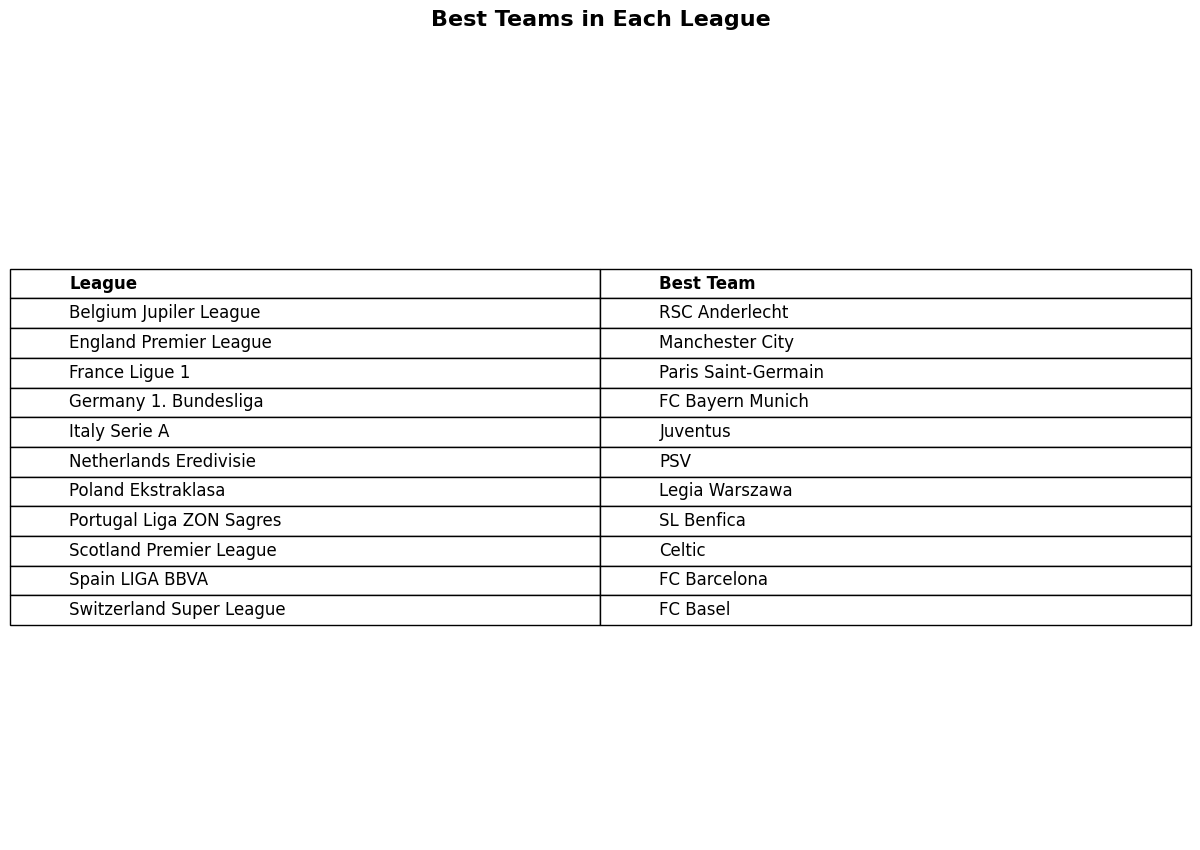 Best Teams in Each League
League Best Team
Belgium Jupiler League RSC Anderlecht
England Premier League Manchester City
France Ligue 1 Paris Saint-Germain
Germany 1. Bundesliga FC Bayern Munich
Italy Serie A Juventus
Netherlands Eredivisie PSV
Poland Ekstraklasa Legia Warszawa
Portugal Liga ZON Sagres SL Benfica
Scotland Premier League Celtic
Spain LIGA BBVA FC Barcelona
Switzerland Super League FC Basel